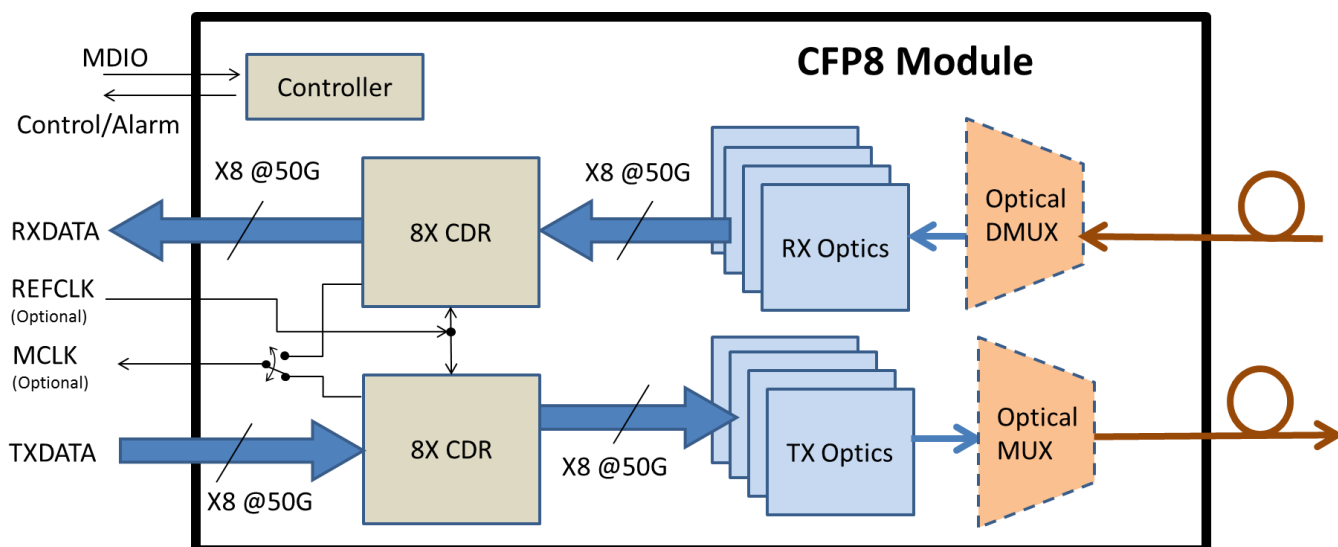 CFP8 Module
MDIO
Controller
Control/Alarm
X8 @50G
X8 @50G
RXDATA
8X CDR
RX Optics
Optical
DMUX
REFCLK
(Optional)
MCLK
(Optional)
TXDATA
X8 @50G
8X CDR
X8 @50G
TX Optics
Optical
MUX